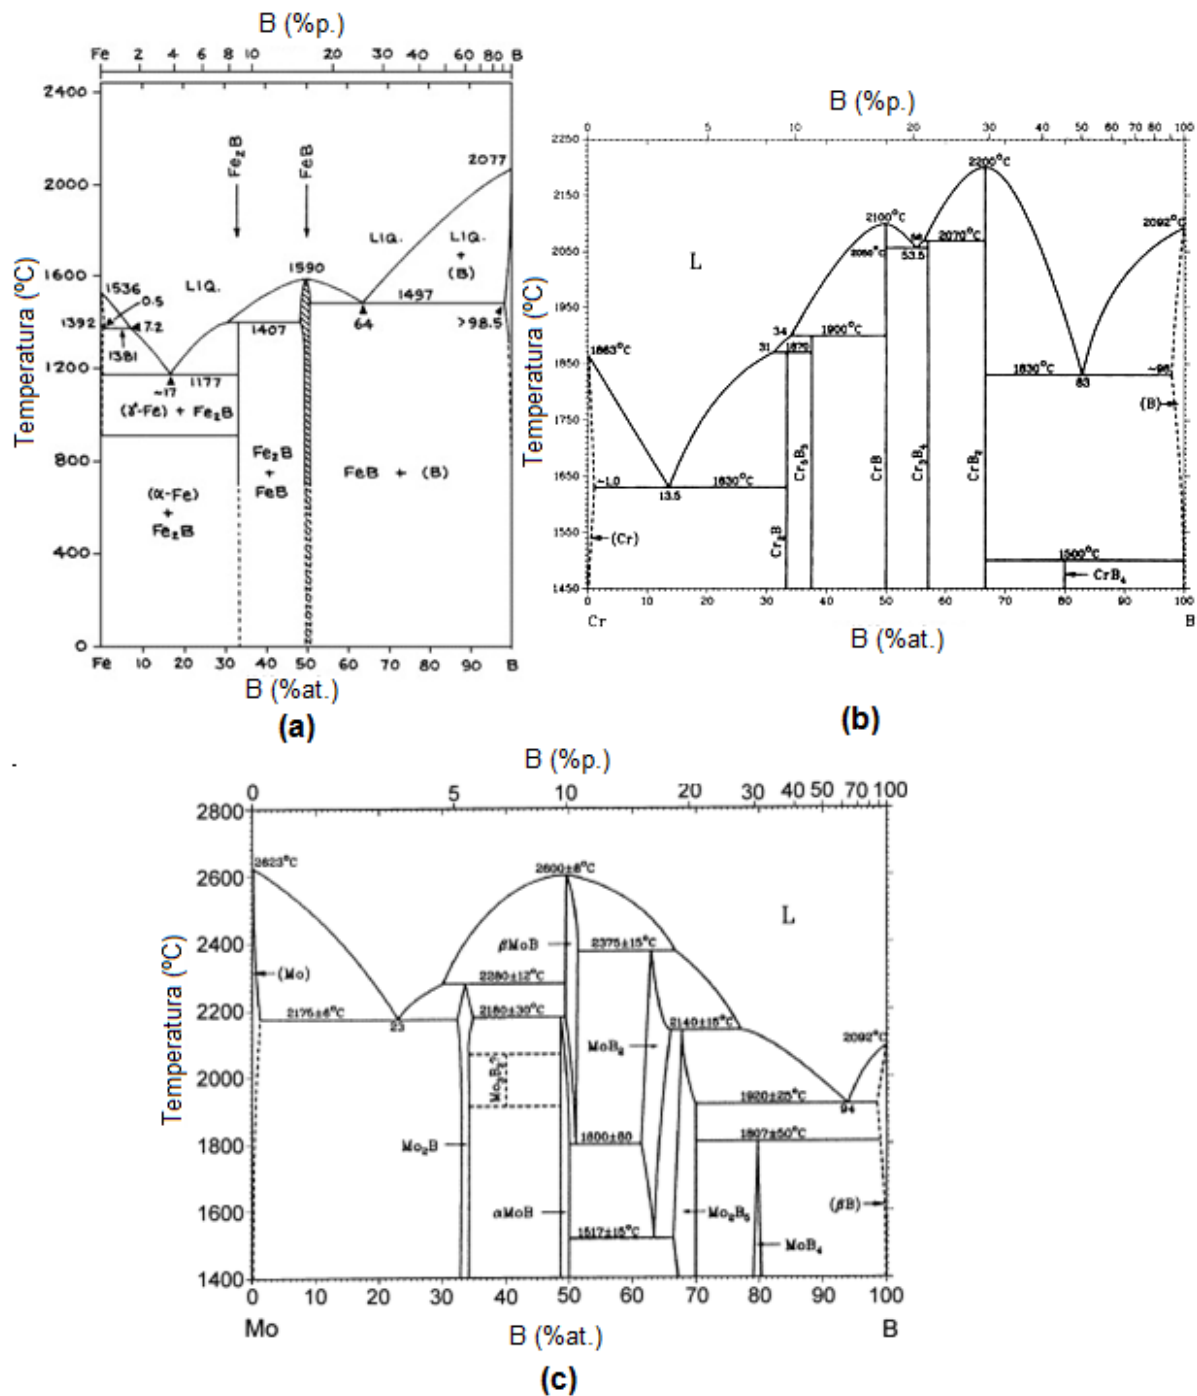 B (%p.)
Fe 2 4 6 8 10 20 30 40 60 80 B
2400
2000
1600
1392
1200
800
400
0
Temperatura (ºC)
Fe₂B
FeB
2077
LIQ.
LIQ.
+
(B)
1590
LIQ.
1536
0.5
7.2
1381
1497
64
>98.5
1407
~17
1177
(γ-Fe) + Fe₂B
Fe₂B
+
FeB
FeB + (B)
(α-Fe)
+
Fe₂B
Fe 10 20 30 40 50 60 70 80 90 B
B (%at.)
(a)
B (%p.)
0 5 10 20 30 40 50 60 70 80 100
2250
2150
2050
1950
1850
1750
1650
1550
1450
Temperatura (ºC)
L
2200°C
2100°C
2092°C
2070°C
53.5
34
1900°C
31
1870
1863°C
1830°C
83
~98
(B)
~1.0
1630°C
13.5
(Cr)
Cr₂B
Cr₅B₃
CrB
Cr₃B₄
CrB₂
1500°C
CrB₄
0 10 20 30 40 50 60 70 80 90 100
Cr B
B (%at.)
(b)
B (%p.)
0 5 10 20 30 40 50 70 100
2800
2600
2400
2200
2000
1800
1600
1400
Temperatura (ºC)
2623°C
2600±8°C
L
βMoB
2375±15°C
(Mo)
2280±12°C
2175±6°C
2180±30°C
23
2140±15°C
MoB₂
2092°C
1920±25°C
94
Mo₂B
1800±80
1807±50°C
αMoB
Mo₂B₅
(βB)
1517±15°C
MoB₄
0 10 20 30 40 50 60 70 80 90 100
Mo B
B (%at.)
(c)